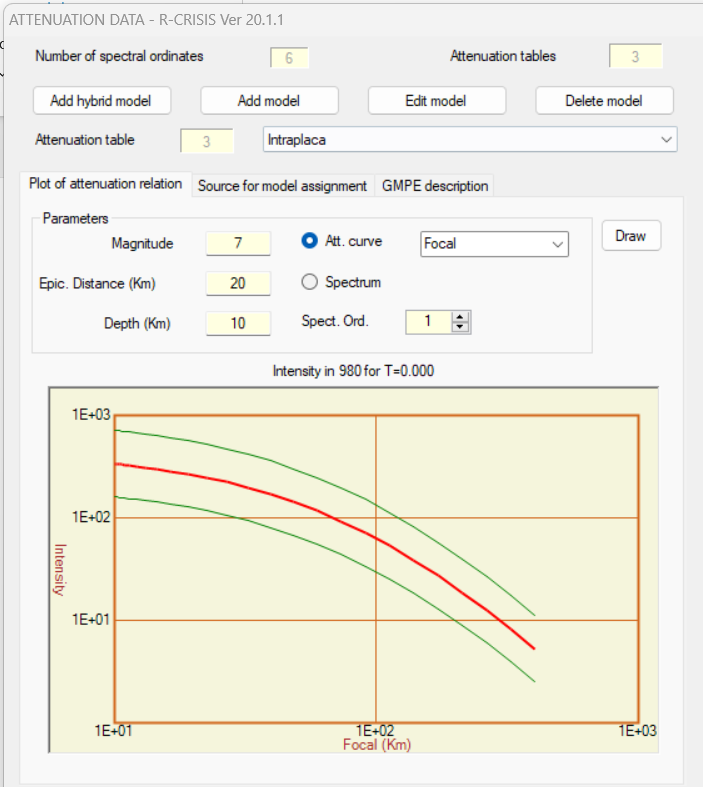 ATTENUATION DATA - R-CRISIS Ver 20.1.1
Number of spectral ordinates 6 Attenuation tables 3
Add hybrid model Add model Edit model Delete model
Attenuation table 3 Intraplaca
Plot of attenuation relation Source for model assignment GMPE description
Parameters
Magnitude 7 Att. curve Focal Draw
Epic. Distance (Km) 20 Spectrum
Depth (Km) 10 Spect. Ord. 1
Intensity in 980 for T=0.000
1E+03
1E+02
Intensity
1E+01
1E+01 1E+02 1E+03
Focal (Km)